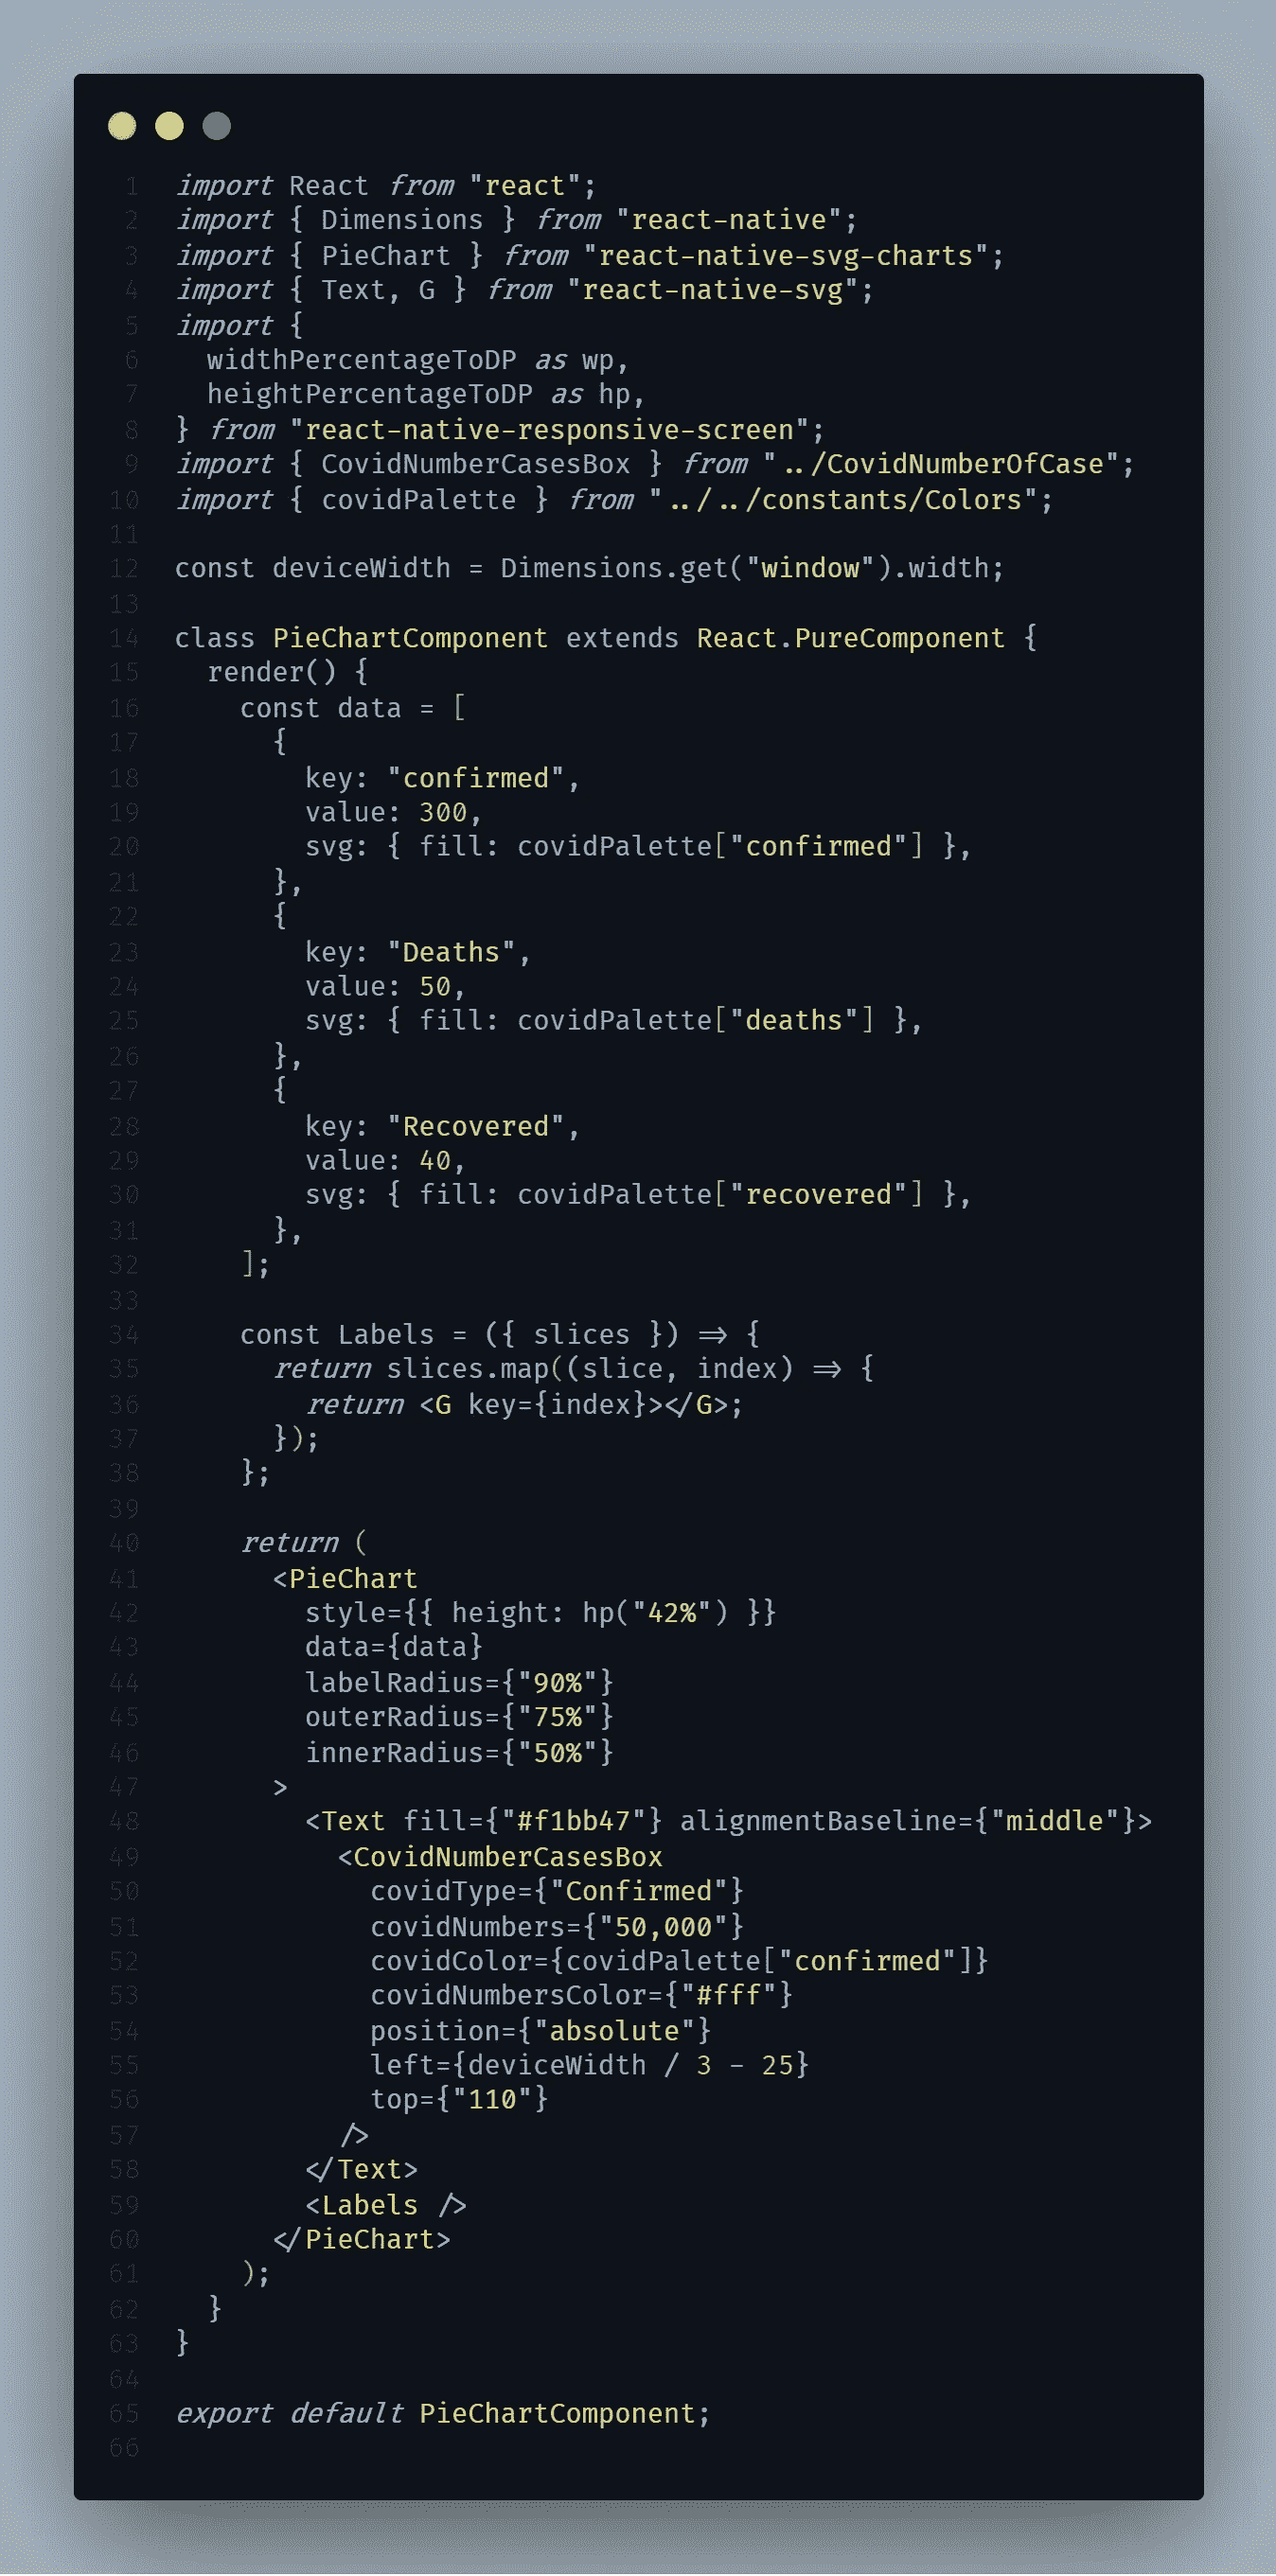 1 import React from "react";
2 import { Dimensions } from "react-native";
3 import { PieChart } from "react-native-svg-charts";
4 import { Text, G } from "react-native-svg";
5 import {
6   widthPercentageToDP as wp,
7   heightPercentageToDP as hp,
8 } from "react-native-responsive-screen";
9 import { CovidNumberCasesBox } from "../CovidNumberOfCase";
10 import { covidPalette } from "../../constants/Colors";
11
12 const deviceWidth = Dimensions.get("window").width;
13
14 class PieChartComponent extends React.PureComponent {
15   render() {
16     const data = [
17       {
18         key: "confirmed",
19         value: 300,
20         svg: { fill: covidPalette["confirmed"] },
21       },
22       {
23         key: "Deaths",
24         value: 50,
25         svg: { fill: covidPalette["deaths"] },
26       },
27       {
28         key: "Recovered",
29         value: 40,
30         svg: { fill: covidPalette["recovered"] },
31       },
32     ];
33
34     const Labels = ({ slices }) => {
35       return slices.map((slice, index) => {
36         return <G key={index}></G>;
37       });
38     };
39
40     return (
41       <PieChart
42         style={{ height: hp("42%") }}
43         data={data}
44         labelRadius={"90%"}
45         outerRadius={"75%"}
46         innerRadius={"50%"}
47       >
48         <Text fill={"#f1bb47"} alignmentBaseline={"middle"}>
49           <CovidNumberCasesBox
50             covidType={"Confirmed"}
51             covidNumbers={"50,000"}
52             covidColor={covidPalette["confirmed"]}
53             covidNumbersColor={"#fff"}
54             position={"absolute"}
55             left={deviceWidth / 3 - 25}
56             top={"110"}
57           />
58         </Text>
59         <Labels />
60       </PieChart>
61     );
62   }
63 }
64
65 export default PieChartComponent;
66